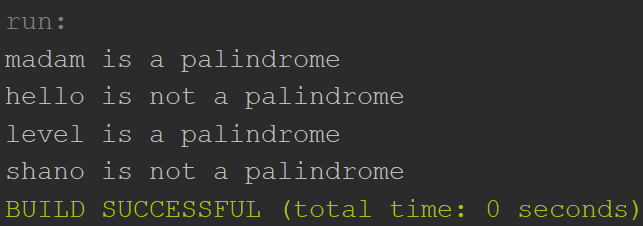 run:
madam is a palindrome
hello is not a palindrome
level is a palindrome
shano is not a palindrome
BUILD SUCCESSFUL (total time: 0 seconds)